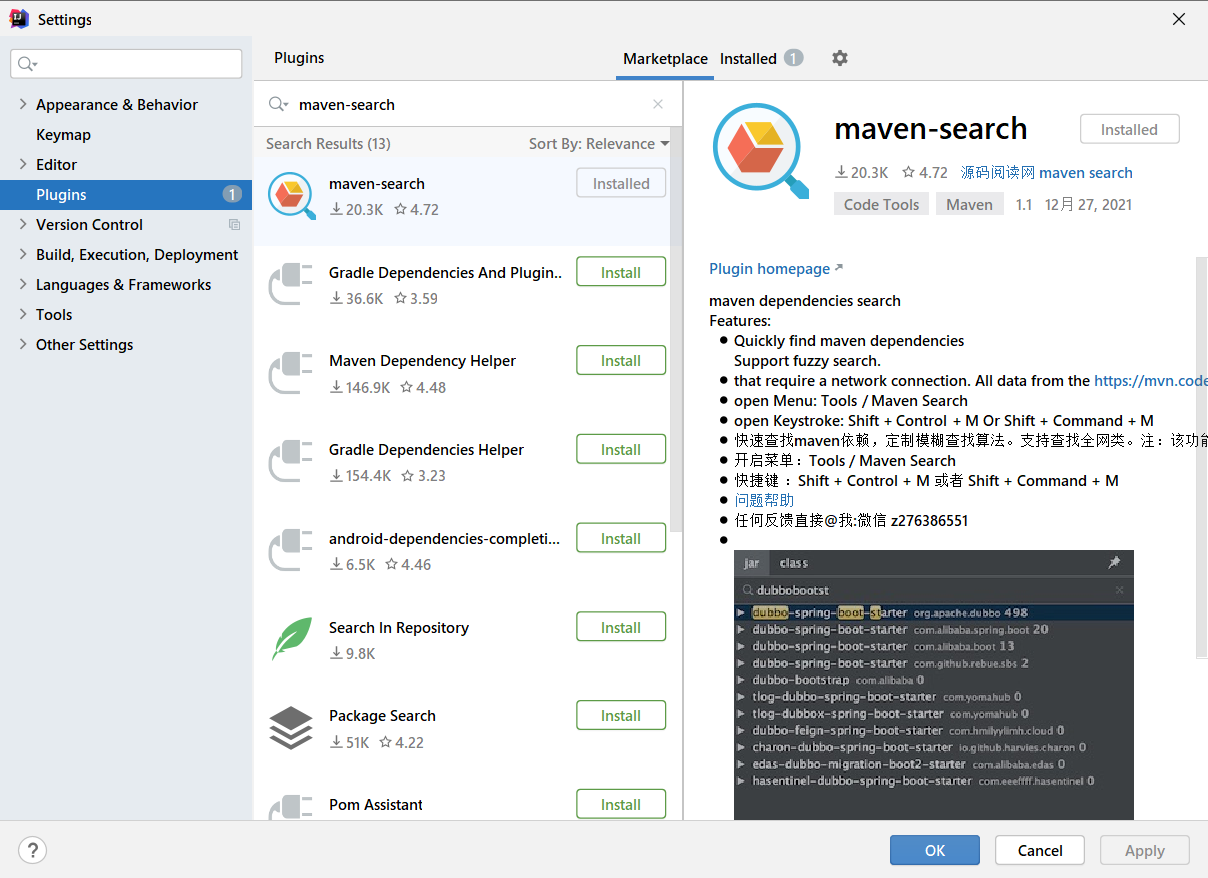 Settings
Plugins
Marketplace
Installed 1
Appearance & Behavior
Keymap
Editor
Plugins 1
Version Control
Build, Execution, Deployment
Languages & Frameworks
Tools
Other Settings
maven-search
Search Results (13)
Sort By: Relevance
maven-search
20.3K 4.72
Installed
Gradle Dependencies And Plugin..
36.6K 3.59
Install
Maven Dependency Helper
146.9K 4.48
Install
Gradle Dependencies Helper
154.4K 3.23
Install
android-dependencies-completi...
6.5K 4.46
Install
Search In Repository
9.8K
Install
Package Search
51K 4.22
Install
Pom Assistant
Install
maven-search
Installed
20.3K 4.72 源码阅读网 maven search
Code Tools Maven 1.1 12月 27, 2021
Plugin homepage
maven dependencies search
Features:
Quickly find maven dependencies
Support fuzzy search.
that require a network connection. All data from the https://mvn.code
open Menu: Tools / Maven Search
open Keystroke: Shift + Control + M Or Shift + Command + M
快速查找maven依赖，定制模糊查找算法。支持查找全网类。注：该功能
开启菜单：Tools / Maven Search
快捷键 ：Shift + Control + M 或者 Shift + Command + M
问题帮助
任何反馈直接@我:微信 z276386551
jar class
dubbobootst
dubbo-spring-boot-starter org.apache.dubbo 498
dubbo-spring-boot-starter com.alibaba.spring.boot 20
dubbo-spring-boot-starter com.alibaba.boot 13
dubbo-spring-boot-starter com.github.rebue.sbs 2
dubbo-bootstrap com.alibaba 0
tlog-dubbo-spring-boot-starter com.yomahub 0
tlog-dubbox-spring-boot-starter com.yomahub 0
dubbo-feign-spring-boot-starter com.hmilyylimh.cloud 0
charon-dubbo-spring-boot-starter io.github.harvies.charon 0
edas-dubbo-migration-boot2-starter com.alibaba.edas 0
hasentinel-dubbo-spring-boot-starter com.eeeffff.hasentinel 0
?
OK
Cancel
Apply